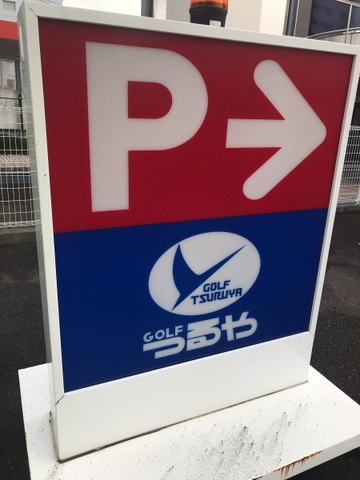 P→
GOLF
TSURUYA
GOLF つるや